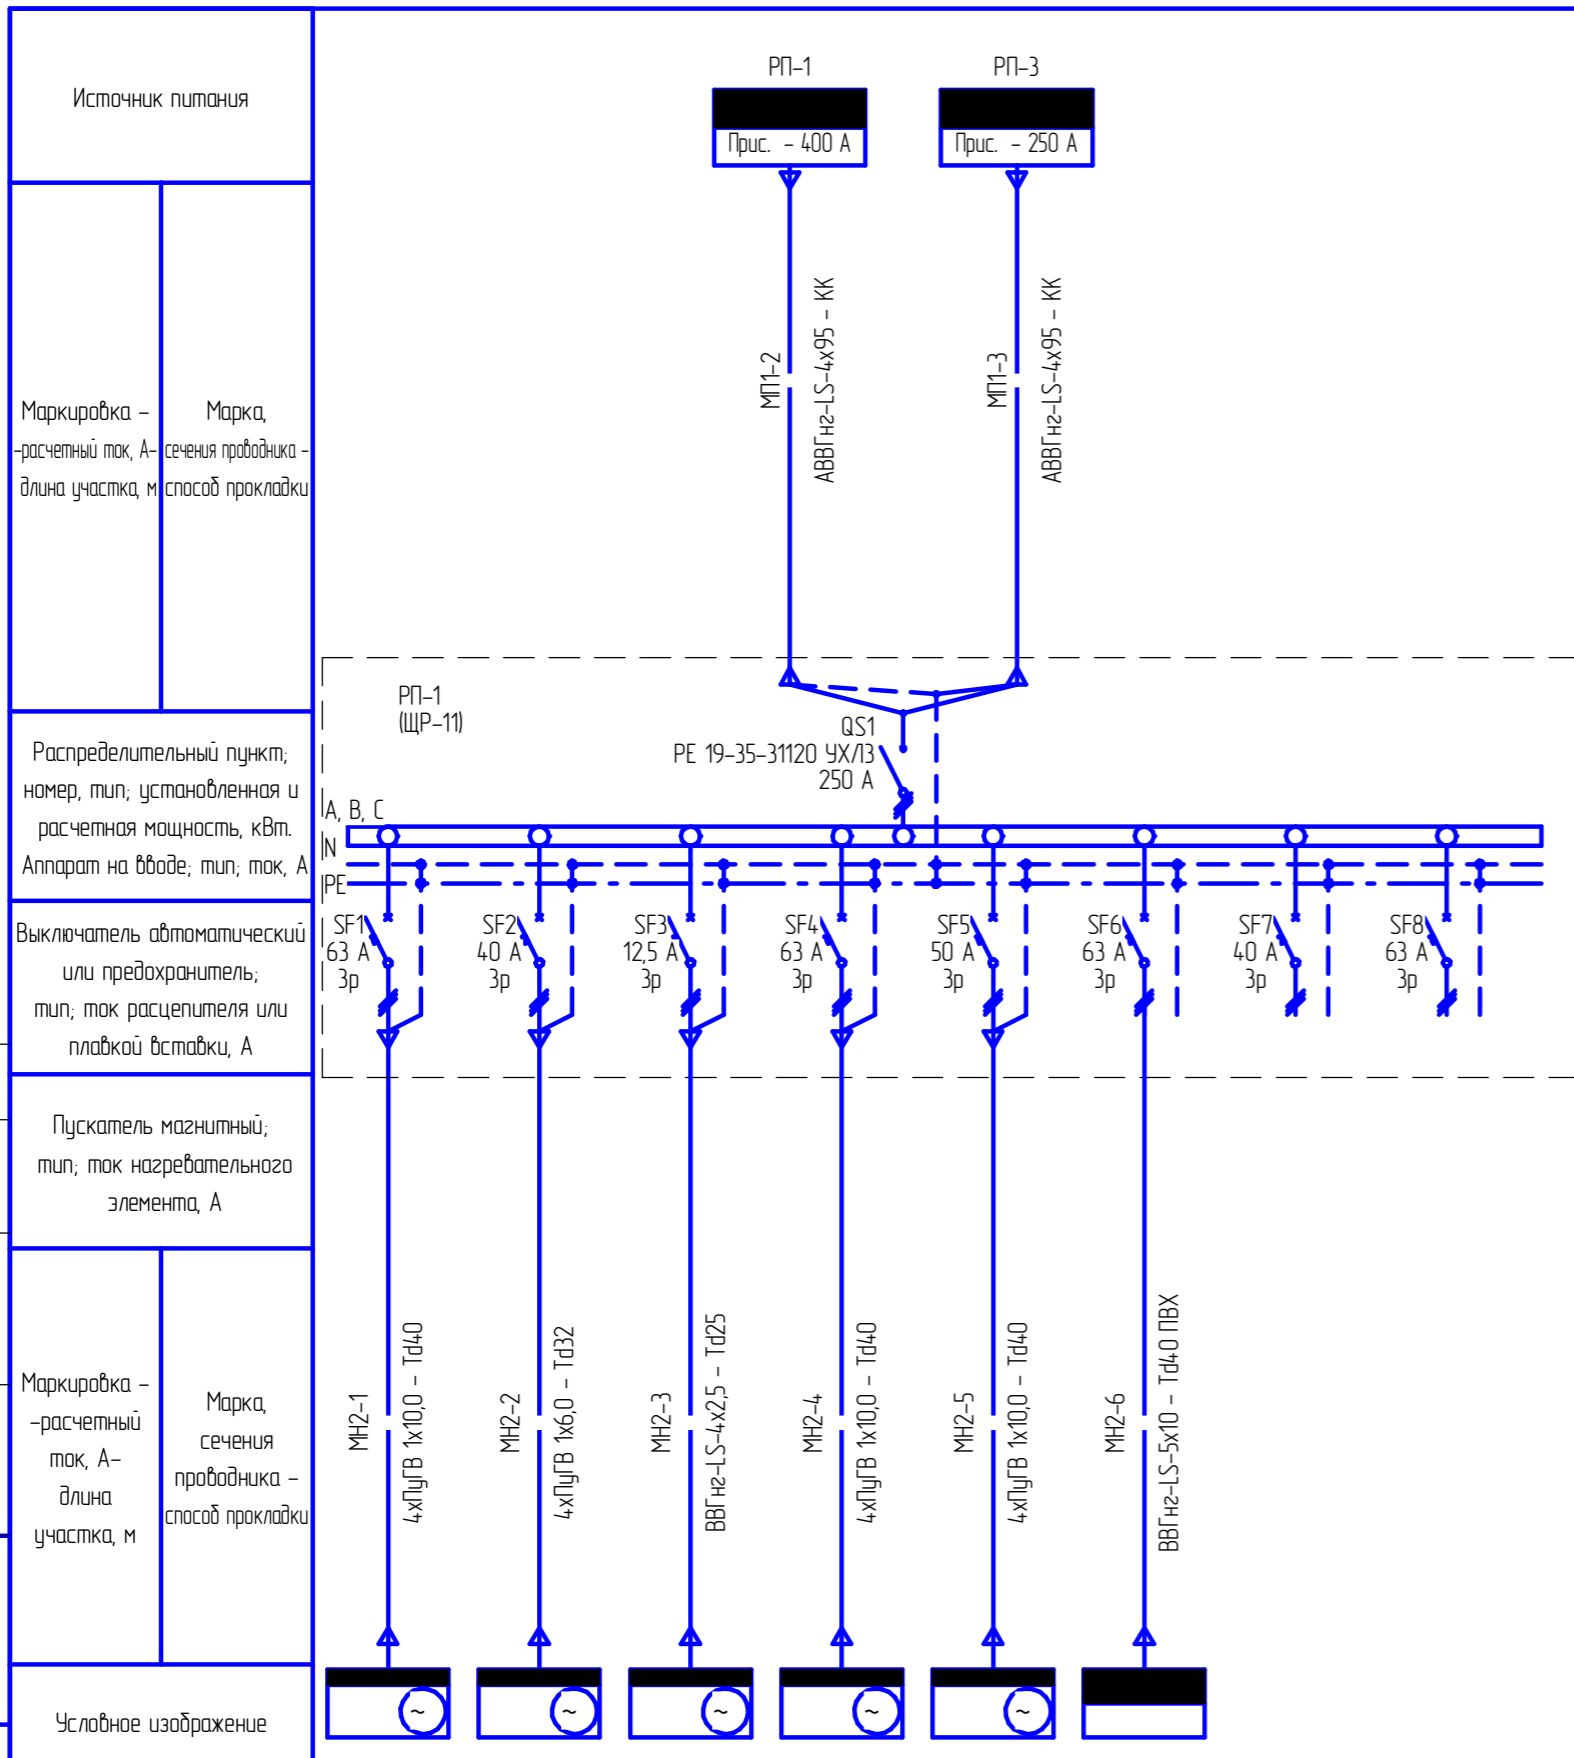 Источник питания
РП-1
РП-3
Прис. - 400 А
Прис. - 250 А
Маркировка -
-расчетный ток, А-
длина участка, м
Марка,
сечения проводника -
способ прокладки
МП1-2
АВВГнг-LS-4х95 - КК
МП1-3
АВВГнг-LS-4х95 - КК
Распределительный пункт;
номер, тип; установленная и
расчетная мощность, кВт.
Аппарат на вводе; тип; ток, А
РП-1
(ЩР-11)
QS1
РЕ 19-35-31120 УХЛ3
250 А
А, В, С
N
PE
Выключатель автоматический
или предохранитель;
тип; ток расцепителя или
плавкой вставки, А
SF1
63 А
3р
SF2
40 А
3р
SF3
12,5 А
3р
SF4
63 А
3р
SF5
50 А
3р
SF6
63 А
3р
SF7
40 А
3р
SF8
63 А
3р
Пускатель магнитный;
тип; ток нагревательного
элемента, А
Маркировка -
-расчетный
ток, А-
длина
участка, м
Марка,
сечения
проводника -
способ прокладки
МН2-1
4хПуГВ 1х10,0 - Тd40
МН2-2
4хПуГВ 1х6,0 - Тd32
МН2-3
ВВГнг-LS-4х2,5 - Тd25
МН2-4
4хПуГВ 1х10,0 - Тd40
МН2-5
4хПуГВ 1х10,0 - Тd40
МН2-6
ВВГнг-LS-5х10 - Тd40 ПВХ
Условное изображение
~
~
~
~
~